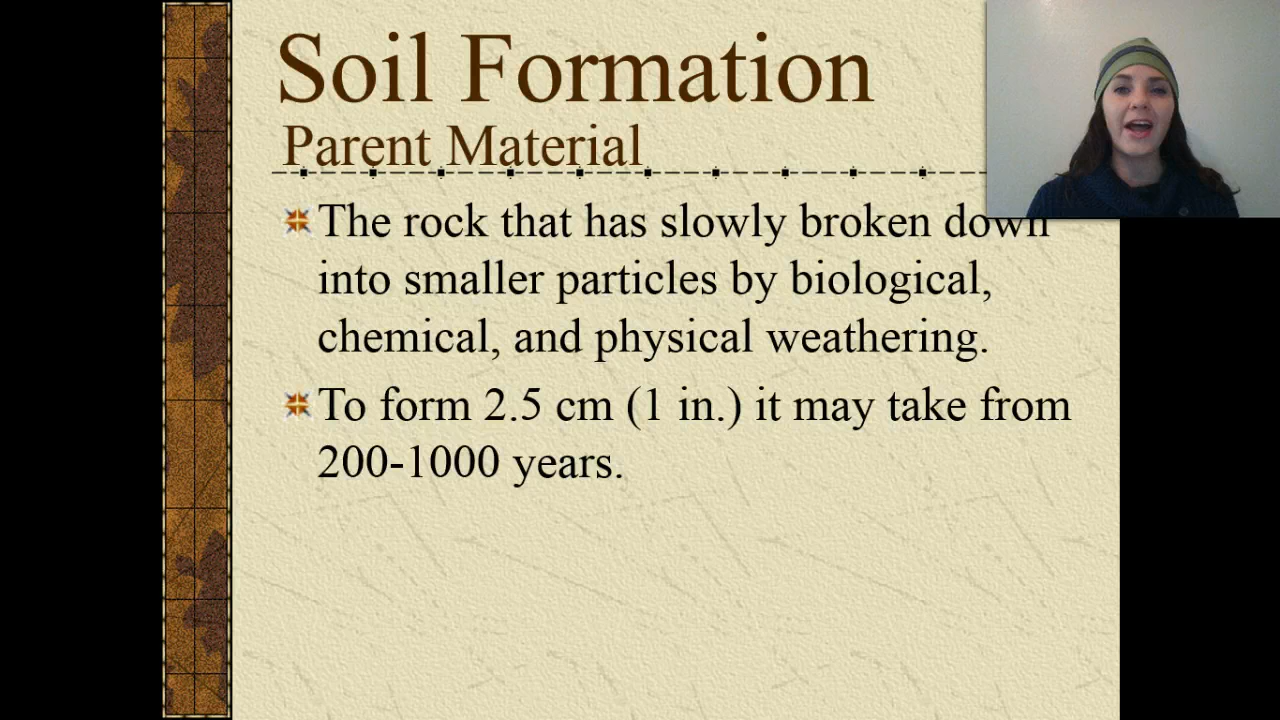 Soil Formation
Parent Material
The rock that has slowly broken down
into smaller particles by biological,
chemical, and physical weathering.
To form 2.5 cm (1 in.) it may take from
200-1000 years.